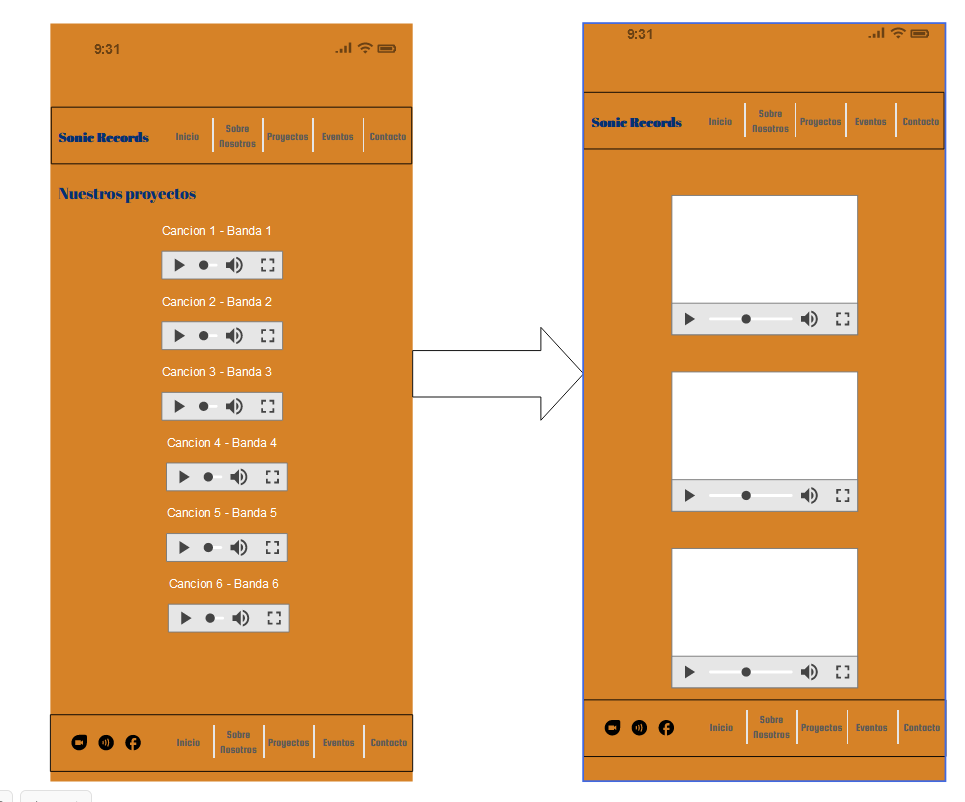 9:31
Sonic Records
Inicio
Sobre
Nosotros
Proyectos
Eventos
Contacto
Nuestros proyectos
Cancion 1 - Banda 1
Cancion 2 - Banda 2
Cancion 3 - Banda 3
Cancion 4 - Banda 4
Cancion 5 - Banda 5
Cancion 6 - Banda 6
Inicio
Sobre
Nosotros
Proyectos
Eventos
Contacto
9:31
Sonic Records
Inicio
Sobre
Nosotros
Proyectos
Eventos
Contacto
Inicio
Sobre
Nosotros
Proyectos
Eventos
Contacto